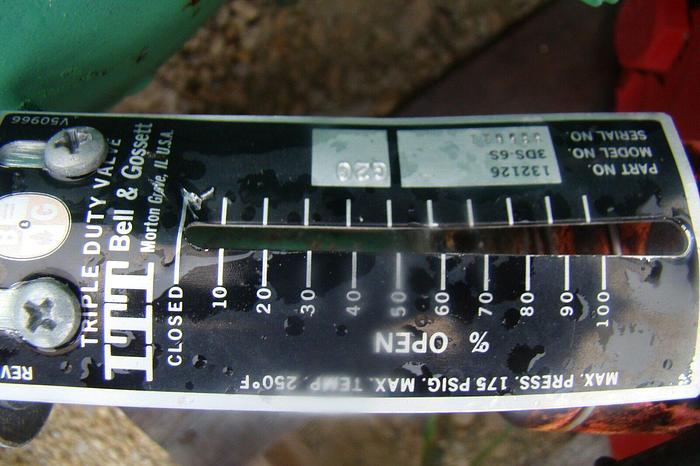 V50966
TRIPLE DUTY VALVE
ITT Bell & Gossett
Morton Grove, IL U.S.A.
B & G
REV
PART NO. 132126
MODEL NO. 3DS-6S
SERIAL NO.
G20
CLOSED 10 20 30 40 50 60 70 80 90 100
% OPEN
MAX. PRESS. 175 PSIG. MAX. TEMP. 250°F